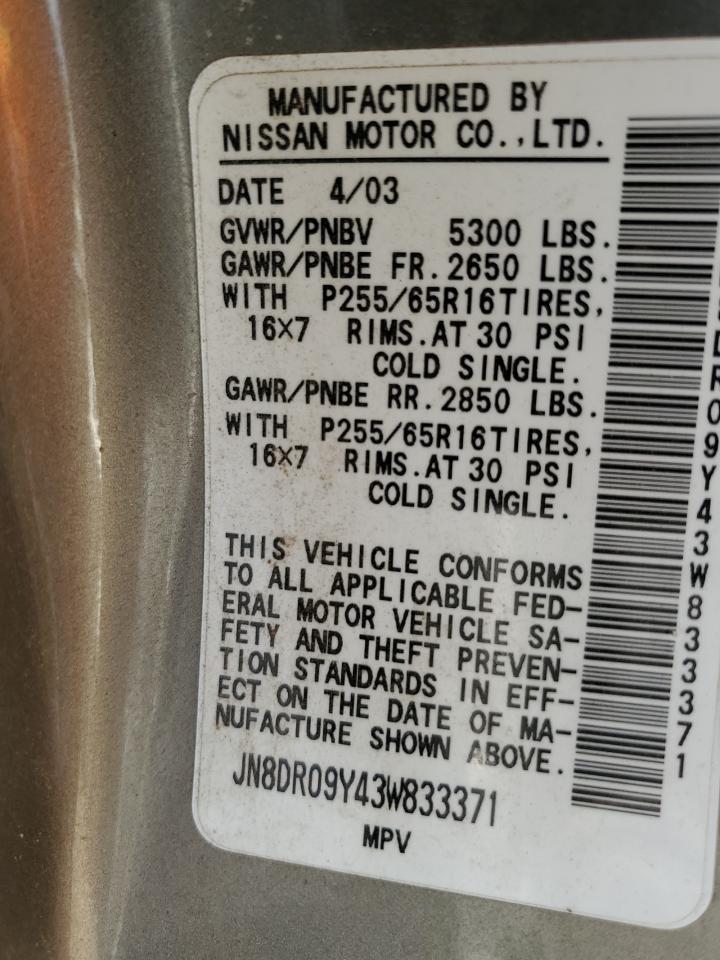 MANUFACTURED BY
NISSAN MOTOR CO.,LTD.
DATE 4/03
GVWR/PNBV 5300 LBS.
GAWR/PNBE FR.2650 LBS.
WITH P255/65R16TIRES,
16×7 RIMS.AT 30 PSI
COLD SINGLE.
GAWR/PNBE RR.2850 LBS.
WITH P255/65R16TIRES,
16×7 RIMS.AT 30 PSI
COLD SINGLE.
THIS VEHICLE CONFORMS
TO ALL APPLICABLE FED-
ERAL MOTOR VEHICLE SA-
FETY AND THEFT PREVEN-
TION STANDARDS IN EFF-
ECT ON THE DATE OF MA-
NUFACTURE SHOWN ABOVE.
JN8DR09Y43W833371
MPV
DR09Y43W833371